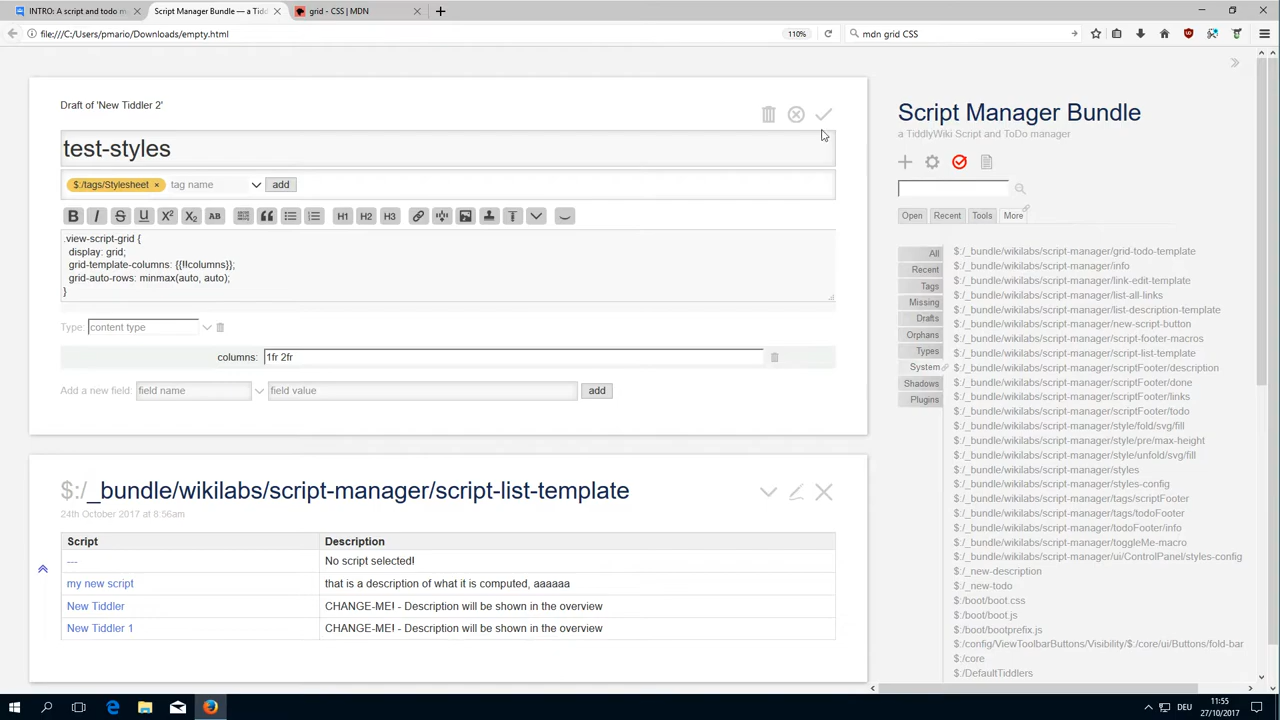 INTRO: A script and todo m
Script Manager Bundle — a Tidd
grid - CSS | MDN
file:///C:/Users/pmario/Downloads/empty.html
110%
mdn grid CSS
Draft of 'New Tiddler 2'
test-styles
$:/tags/Stylesheet ×
tag name
add
B I S U X² X₂ AB H1 H2 H3
.view-script-grid {
display: grid;
grid-template-columns: {{!!columns}};
grid-auto-rows: minmax(auto, auto);
}
Type: content type
columns: 1fr 2fr
Add a new field: field name field value add
$:/_bundle/wikilabs/script-manager/script-list-template
24th October 2017 at 8:56am
Script Description
--- No script selected!
my new script that is a description of what it is computed, aaaaaa
New Tiddler CHANGE-ME! - Description will be shown in the overview
New Tiddler 1 CHANGE-ME! - Description will be shown in the overview
Script Manager Bundle
a TiddlyWiki Script and ToDo manager
Open Recent Tools More
All
Recent
Tags
Missing
Drafts
Orphans
Types
System
Shadows
Plugins
$:/_bundle/wikilabs/script-manager/grid-todo-template
$:/_bundle/wikilabs/script-manager/info
$:/_bundle/wikilabs/script-manager/link-edit-template
$:/_bundle/wikilabs/script-manager/list-all-links
$:/_bundle/wikilabs/script-manager/list-description-template
$:/_bundle/wikilabs/script-manager/new-script-button
$:/_bundle/wikilabs/script-manager/script-footer-macros
$:/_bundle/wikilabs/script-manager/script-list-template
$:/_bundle/wikilabs/script-manager/scriptFooter/description
$:/_bundle/wikilabs/script-manager/scriptFooter/done
$:/_bundle/wikilabs/script-manager/scriptFooter/links
$:/_bundle/wikilabs/script-manager/scriptFooter/todo
$:/_bundle/wikilabs/script-manager/style/fold/svg/fill
$:/_bundle/wikilabs/script-manager/style/pre/max-height
$:/_bundle/wikilabs/script-manager/style/unfold/svg/fill
$:/_bundle/wikilabs/script-manager/styles
$:/_bundle/wikilabs/script-manager/styles-config
$:/_bundle/wikilabs/script-manager/tags/scriptFooter
$:/_bundle/wikilabs/script-manager/tags/todoFooter
$:/_bundle/wikilabs/script-manager/todoFooter/info
$:/_bundle/wikilabs/script-manager/toggleMe-macro
$:/_bundle/wikilabs/script-manager/ui/ControlPanel/styles-config
$:/_new-description
$:/_new-todo
$:/boot/boot.css
$:/boot/boot.js
$:/boot/bootprefix.js
$:/config/ViewToolbarButtons/Visibility/$:/core/ui/Buttons/fold-bar
$:/core
$:/DefaultTiddlers
DEU
11:55
27/10/2017